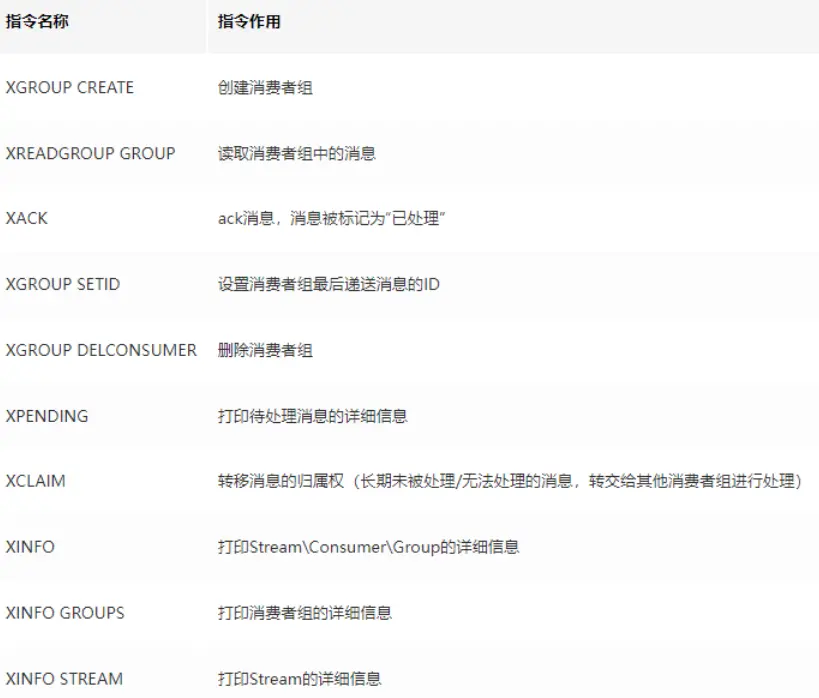 指令名称 指令作用
XGROUP CREATE 创建消费者组
XREADGROUP GROUP 读取消费者组中的消息
XACK ack消息，消息被标记为“已处理”
XGROUP SETID 设置消费者组最后递送消息的ID
XGROUP DELCONSUMER 删除消费者组
XPENDING 打印待处理消息的详细信息
XCLAIM 转移消息的归属权（长期未被处理/无法处理的消息，转交给其他消费者组进行处理）
XINFO 打印Stream\Consumer\Group的详细信息
XINFO GROUPS 打印消费者组的详细信息
XINFO STREAM 打印Stream的详细信息